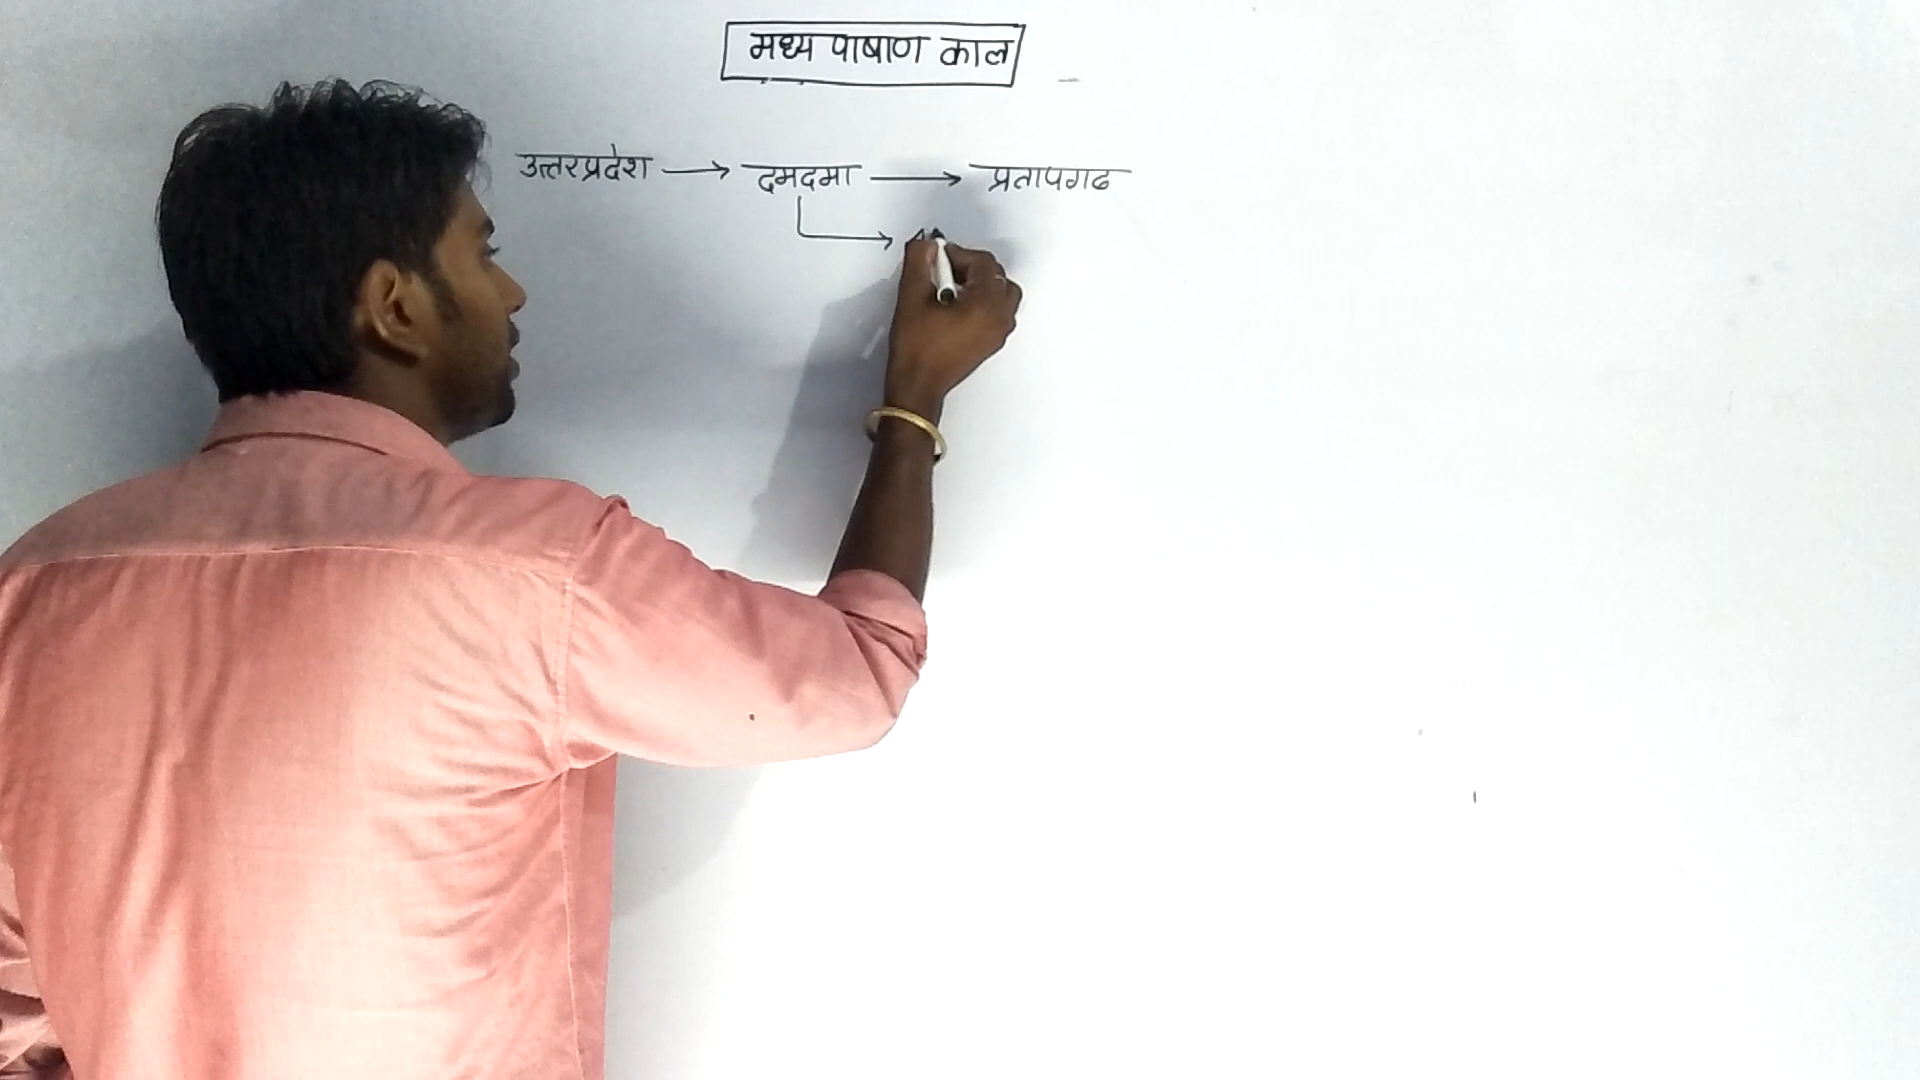 मध्य पाषाण काल
उत्तरप्रदेश → दमदमा → प्रतापगढ